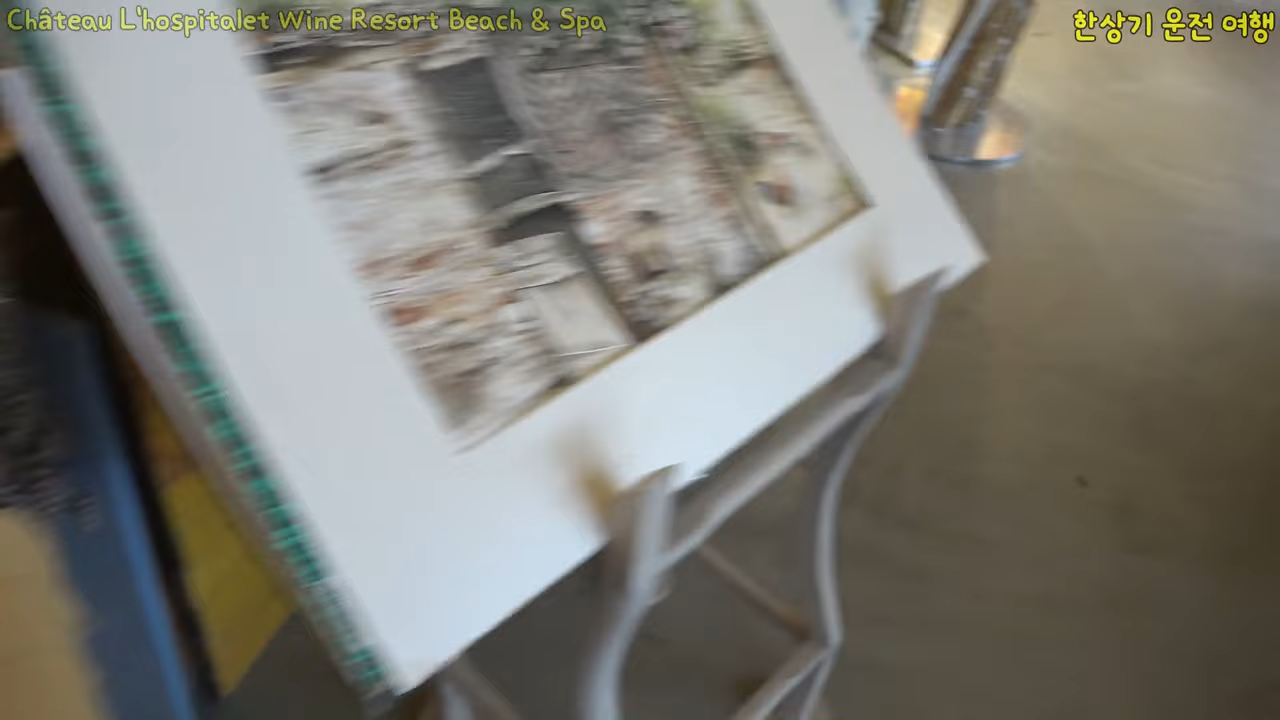 Château L'hospitalet Wine Resort Beach & Spa
한상기 운전 여행